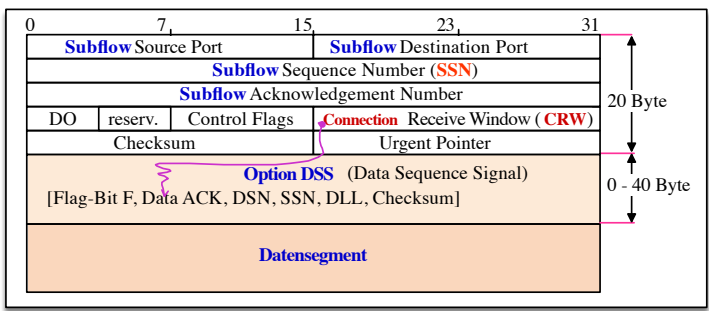 0 7 15 23 31
Subflow Source Port Subflow Destination Port
Subflow Sequence Number (SSN)
Subflow Acknowledgement Number
20 Byte
DO reserv. Control Flags Connection Receive Window (CRW)
Checksum Urgent Pointer
Option DSS (Data Sequence Signal)
0 - 40 Byte
[Flag-Bit F, Data ACK, DSN, SSN, DLL, Checksum]
Datensegment